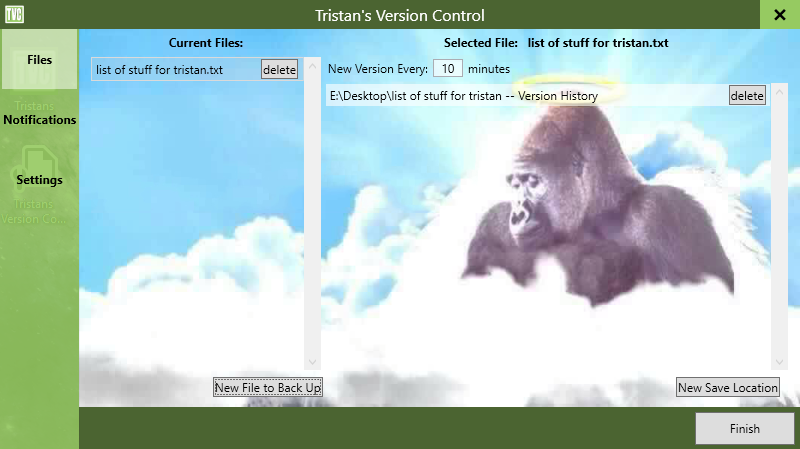 TVC
Tristan's Version Control
Files
Tristans
Notifications
Settings
Tristans
Version Co...
Current Files:
list of stuff for tristan.txt
delete
New File to Back Up
Selected File: list of stuff for tristan.txt
New Version Every: 10 minutes
E:\Desktop\list of stuff for tristan -- Version History
delete
New Save Location
Finish